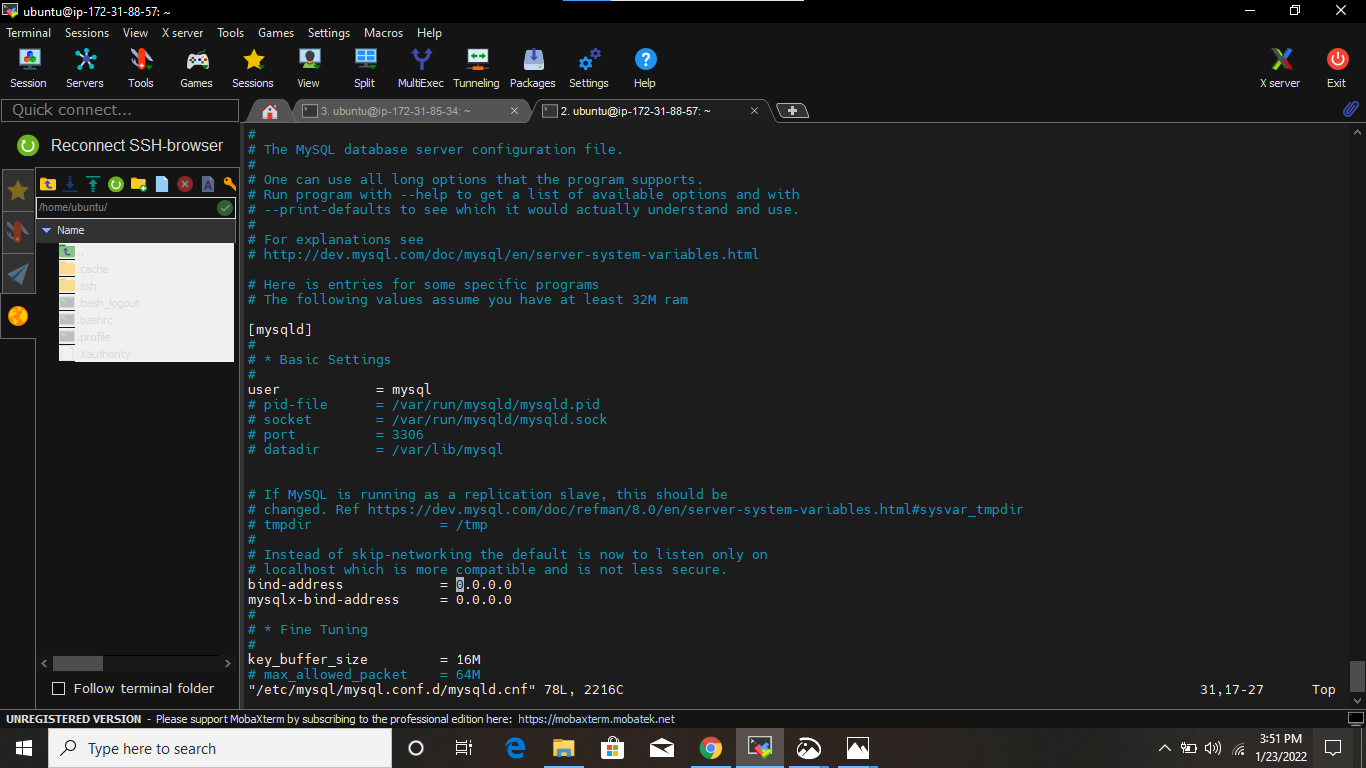 ubuntu@ip-172-31-88-57: ~
Terminal Sessions View X server Tools Games Settings Macros Help
Session Servers Tools Games Sessions View Split MultiExec Tunneling Packages Settings Help X server Exit
Quick connect...
3. ubuntu@ip-172-31-85-34: ~
2. ubuntu@ip-172-31-88-57: ~
Reconnect SSH-browser
/home/ubuntu/
Name
..
.cache
.ssh
.bash_logout
.bashrc
.profile
.Xauthority
Follow terminal folder
#
# The MySQL database server configuration file.
#
# One can use all long options that the program supports.
# Run program with --help to get a list of available options and with
# --print-defaults to see which it would actually understand and use.
#
# For explanations see
# http://dev.mysql.com/doc/mysql/en/server-system-variables.html
# Here is entries for some specific programs
# The following values assume you have at least 32M ram
[mysqld]
#
# * Basic Settings
#
user = mysql
# pid-file = /var/run/mysqld/mysqld.pid
# socket = /var/run/mysqld/mysqld.sock
# port = 3306
# datadir = /var/lib/mysql
# If MySQL is running as a replication slave, this should be
# changed. Ref https://dev.mysql.com/doc/refman/8.0/en/server-system-variables.html#sysvar_tmpdir
# tmpdir = /tmp
#
# Instead of skip-networking the default is now to listen only on
# localhost which is more compatible and is not less secure.
bind-address = 0.0.0.0
mysqlx-bind-address = 0.0.0.0
#
# * Fine Tuning
#
key_buffer_size = 16M
# max_allowed_packet = 64M
"/etc/mysql/mysql.conf.d/mysqld.cnf" 78L, 2216C 31,17-27 Top
UNREGISTERED VERSION - Please support MobaXterm by subscribing to the professional edition here: https://mobaxterm.mobatek.net
Type here to search
3:51 PM
1/23/2022